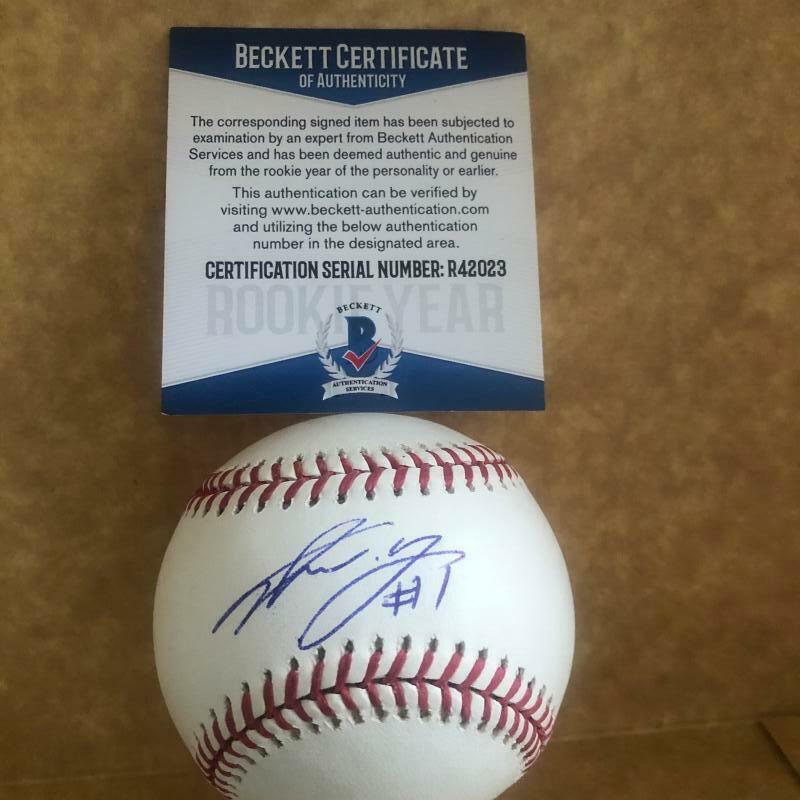 BECKETT CERTIFICATE
OF AUTHENTICITY
The corresponding signed item has been subjected to
examination by an expert from Beckett Authentication
Services and has been deemed authentic and genuine
from the rookie year of the personality or earlier.
This authentication can be verified by
visiting www.beckett-authentication.com
and utilizing the below authentication
number in the designated area.
CERTIFICATION SERIAL NUMBER: R42023
ROOKIE YEAR
BECKETT
B
AUTHENTICATION
SERVICES